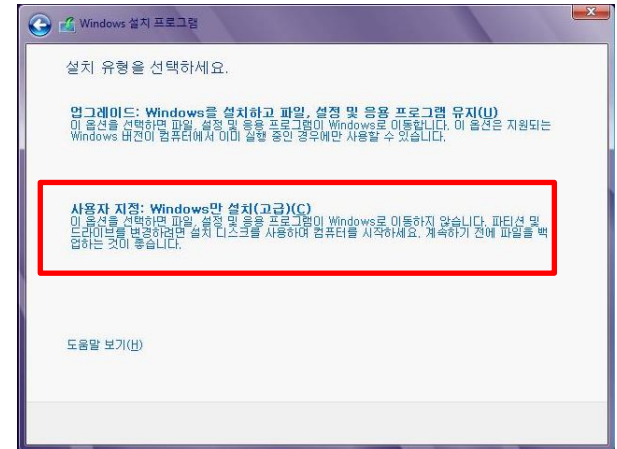 Windows 설치 프로그램
설치 유형을 선택하세요.
업그레이드: Windows를 설치하고 파일, 설정 및 응용 프로그램 유지(U)
이 옵션을 선택하면 파일, 설정 및 응용 프로그램이 Windows로 이동합니다. 이 옵션은 지원되는
Windows 버전이 컴퓨터에서 이미 실행 중인 경우에만 사용할 수 있습니다.
사용자 지정: Windows만 설치(고급)(C)
이 옵션을 선택하면 파일, 설정 및 응용 프로그램이 Windows로 이동하지 않습니다. 파티션 및
드라이브를 변경하려면 설치 디스크를 사용하여 컴퓨터를 시작하세요. 계속하기 전에 파일을 백
업하는 것이 좋습니다.
도움말 보기(H)